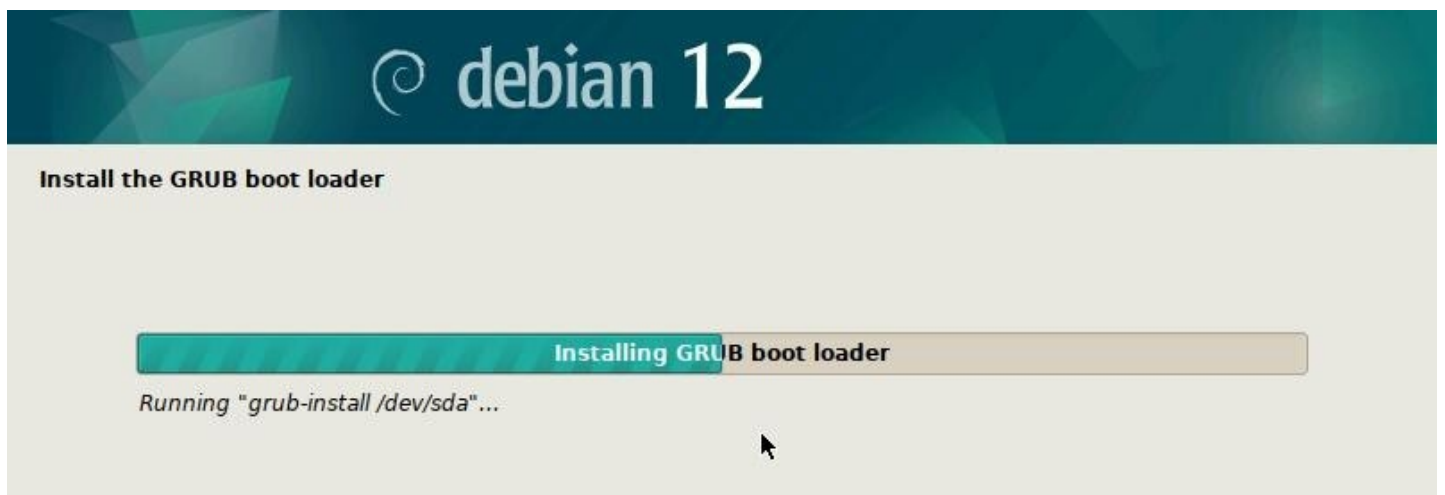 debian 12
Install the GRUB boot loader
Installing GRUB boot loader
Running "grub-install /dev/sda"...